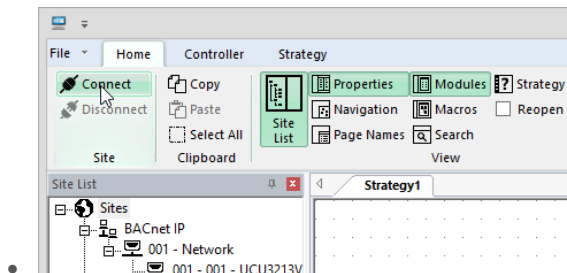 File Home Controller Strategy
Connect Copy Properties Modules Strategy
Disconnect Paste Navigation Macros Reopen
Select All Site List Page Names Search
Site Clipboard View
Site List Strategy1
Sites
BACnet IP
001 - Network
001 - 001 - UCU3213V